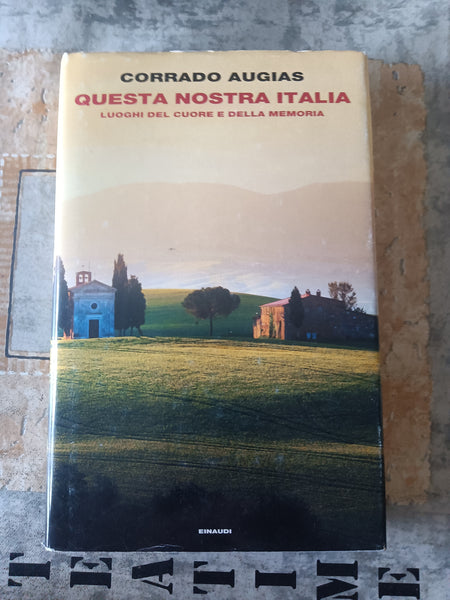 CORRADO AUGIAS
QUESTA NOSTRA ITALIA
LUOGHI DEL CUORE E DELLA MEMORIA
EINAUDI
T E A T I M E